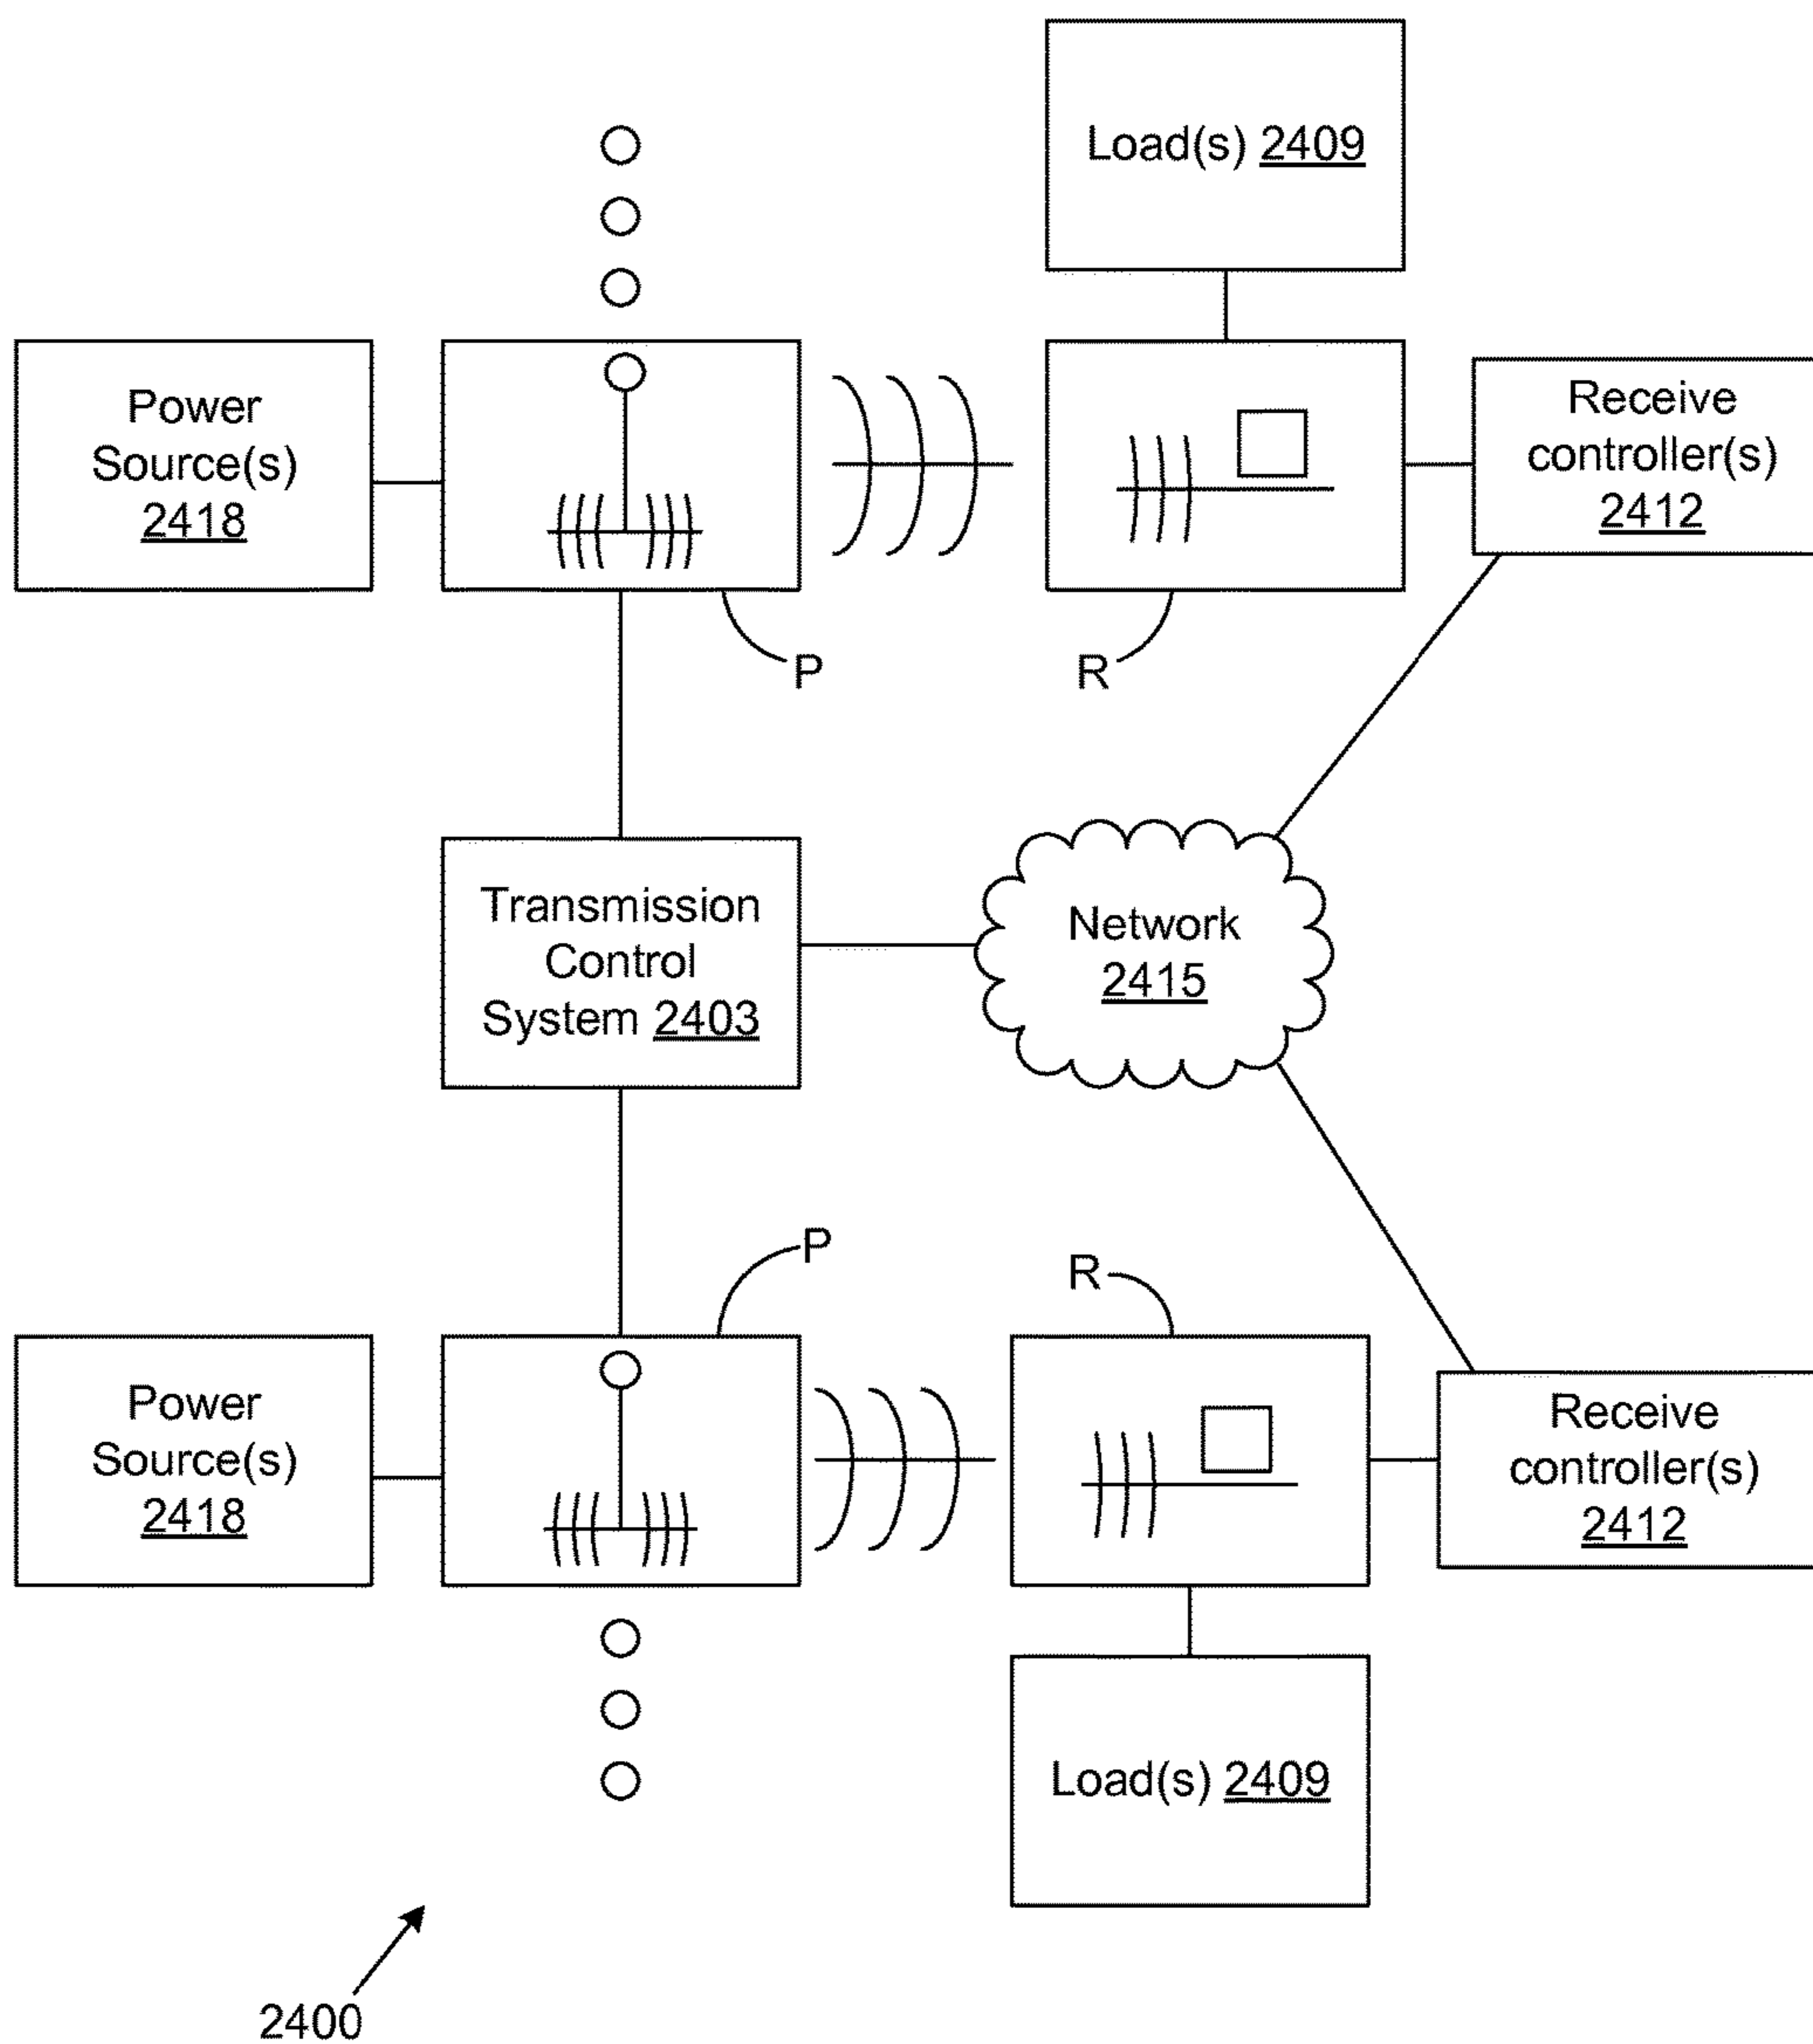 Load(s) 2409
Power
Source(s)
2418
Receive
controller(s)
2412
P
R
Transmission
Control
System 2403
Network
2415
P
R
Power
Source(s)
2418
Receive
controller(s)
2412
Load(s) 2409
2400